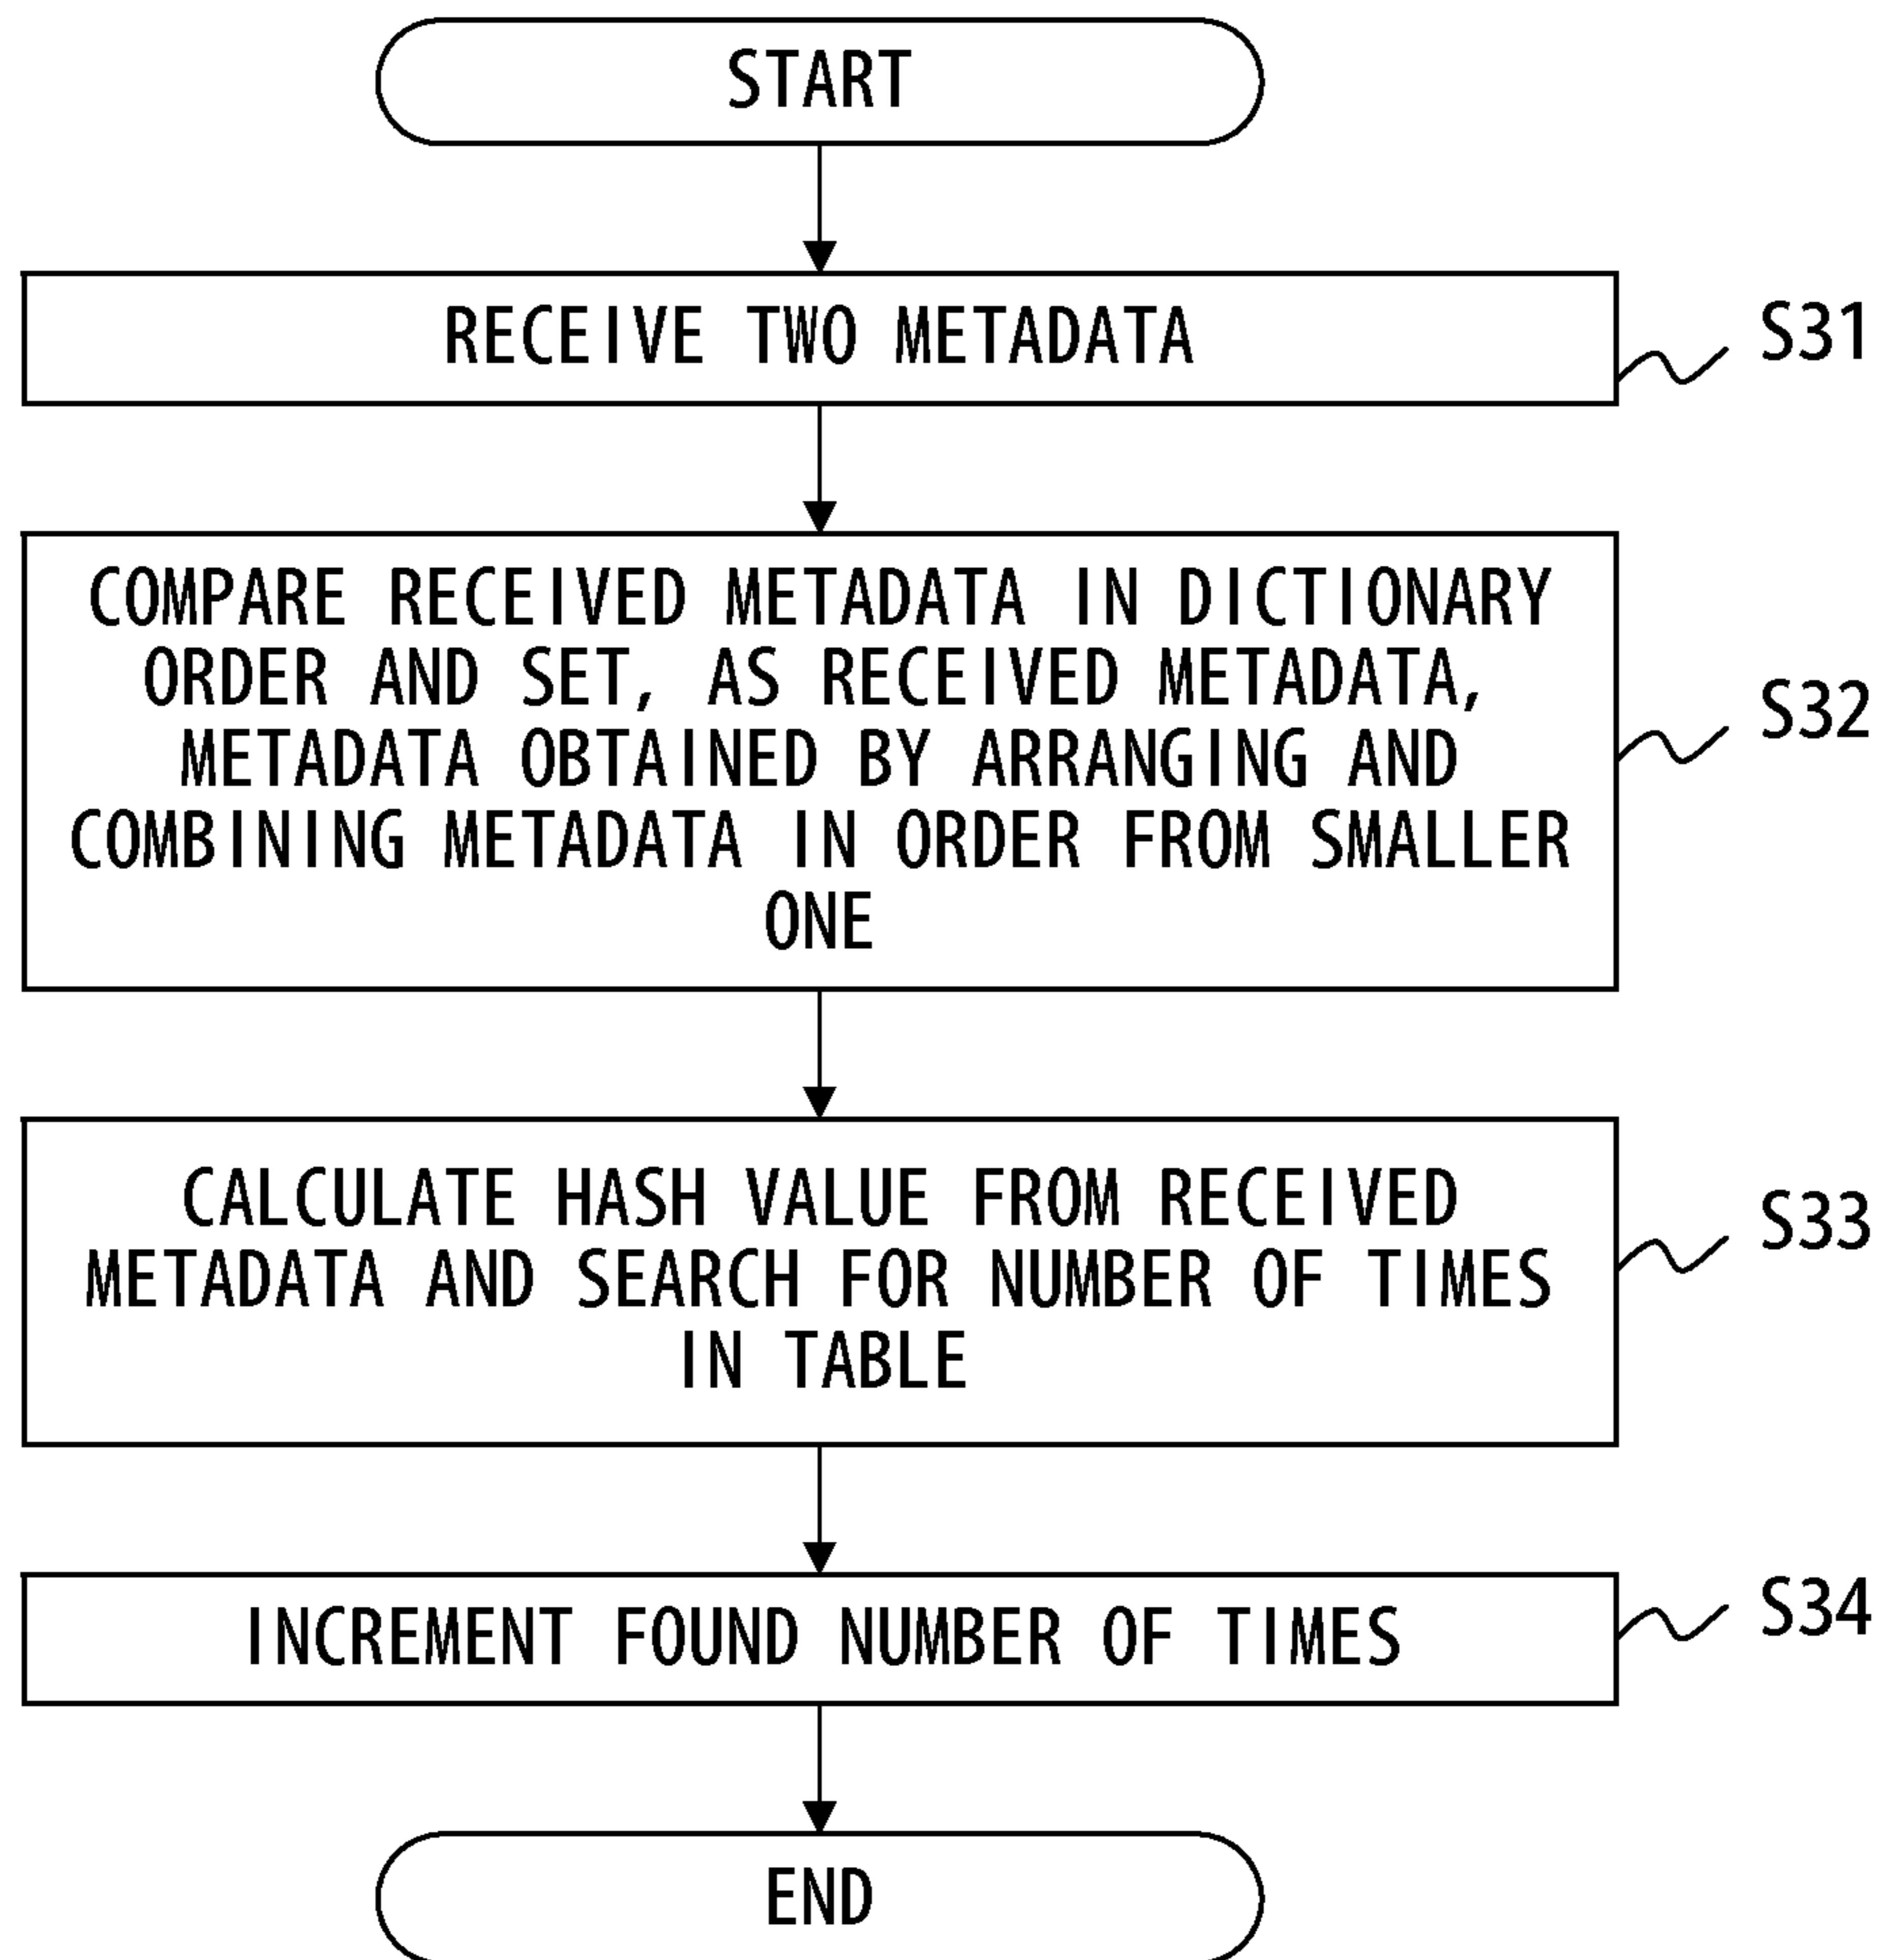 START
RECEIVE TWO METADATA
S31
COMPARE RECEIVED METADATA IN DICTIONARY
ORDER AND SET, AS RECEIVED METADATA,
METADATA OBTAINED BY ARRANGING AND
COMBINING METADATA IN ORDER FROM SMALLER
ONE
S32
CALCULATE HASH VALUE FROM RECEIVED
METADATA AND SEARCH FOR NUMBER OF TIMES
IN TABLE
S33
INCREMENT FOUND NUMBER OF TIMES
S34
END